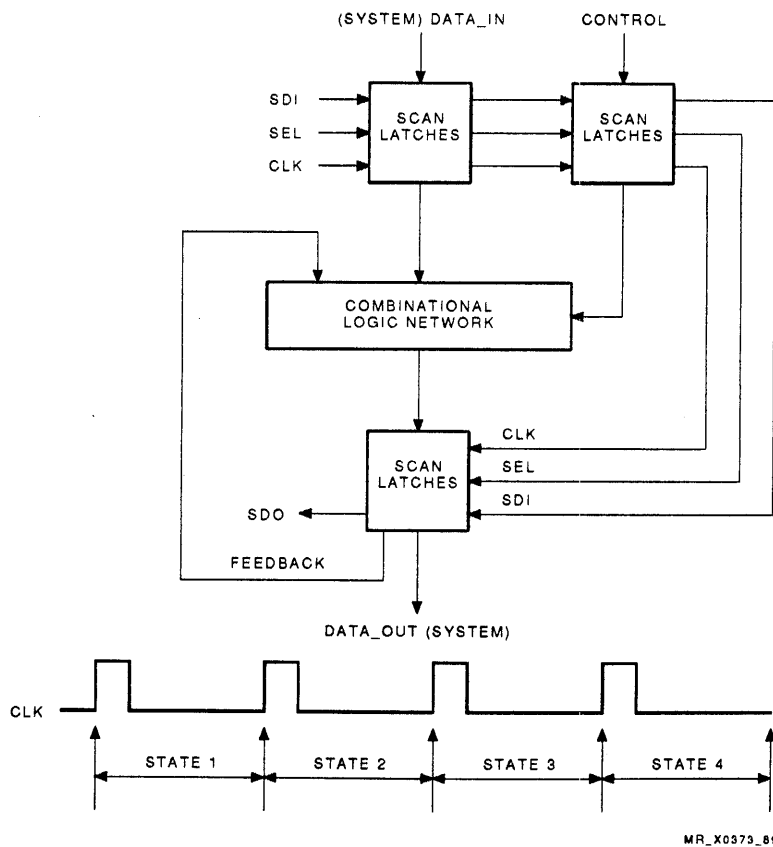 (SYSTEM) DATA_IN
CONTROL
SDI
SEL
CLK
SCAN
LATCHES
SCAN
LATCHES
COMBINATIONAL
LOGIC NETWORK
SCAN
LATCHES
CLK
SEL
SDI
SDO
FEEDBACK
DATA_OUT (SYSTEM)
CLK
STATE 1
STATE 2
STATE 3
STATE 4
MR_X0373_89